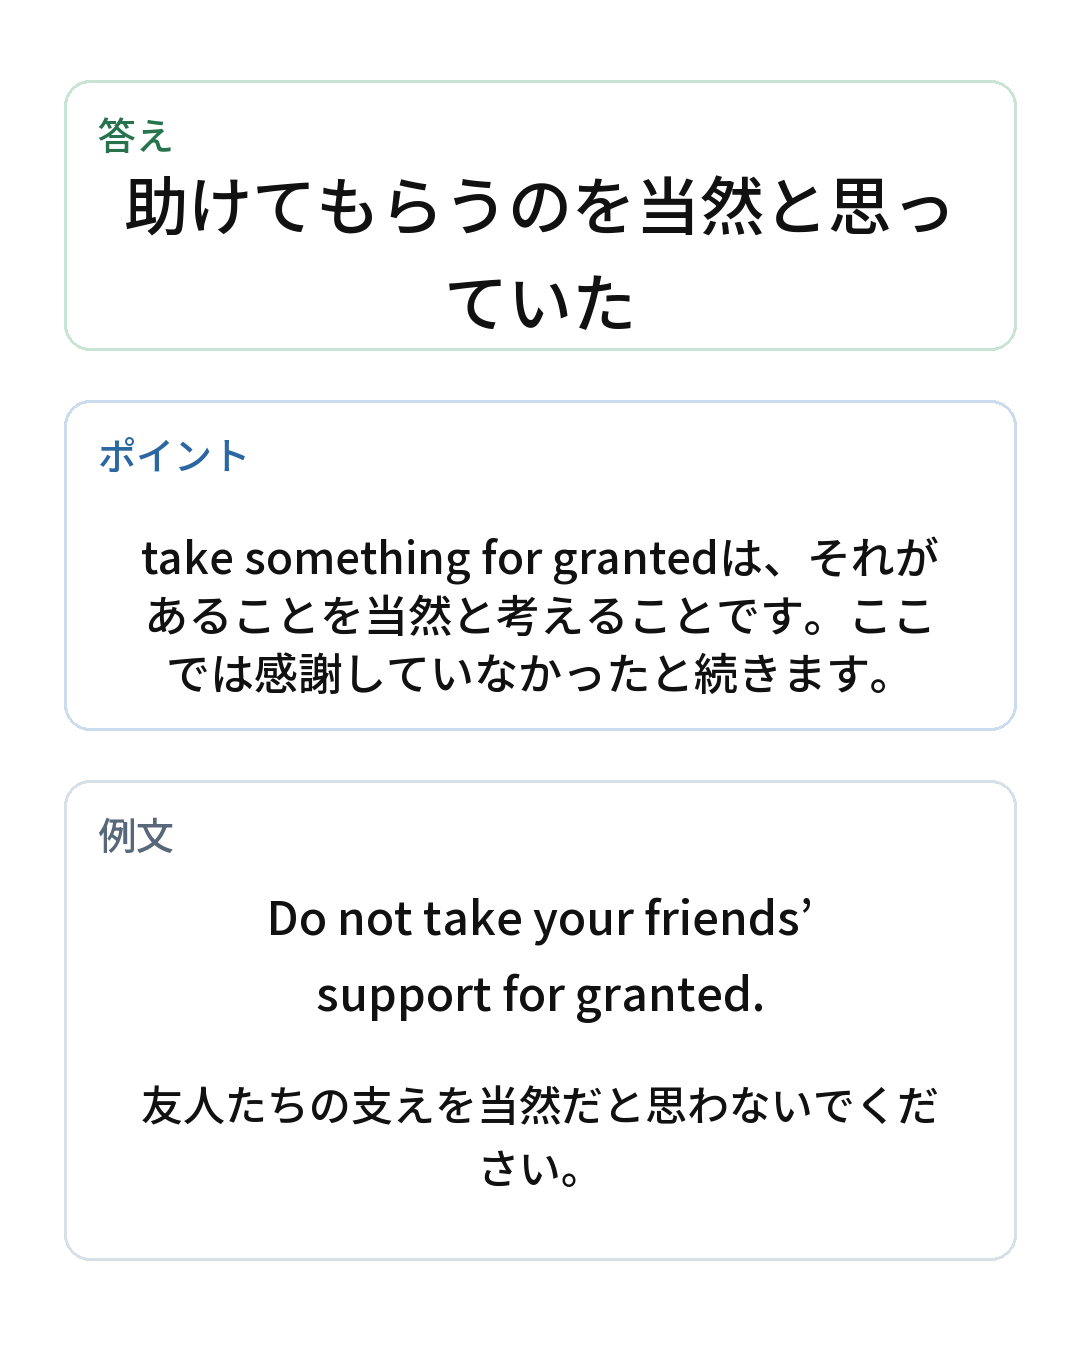 答え
助けてもらうのを当然と思っ
ていた
ポイント
take something for grantedは、それが
あることを当然と考えることです。ここ
では感謝していなかったと続きます。
例文
Do not take your friends’
support for granted.
友人たちの支えを当然だと思わないでくだ
さい。